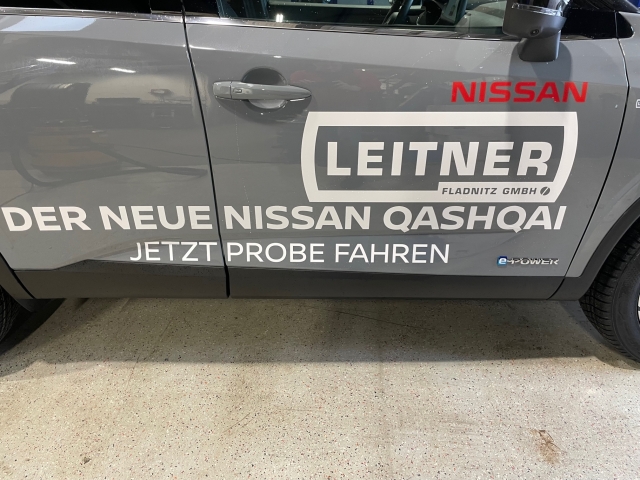 NISSAN
LEITNER
FLADNITZ GMBH
DER NEUE NISSAN QASHQAI
JETZT PROBE FAHREN
e-POWER